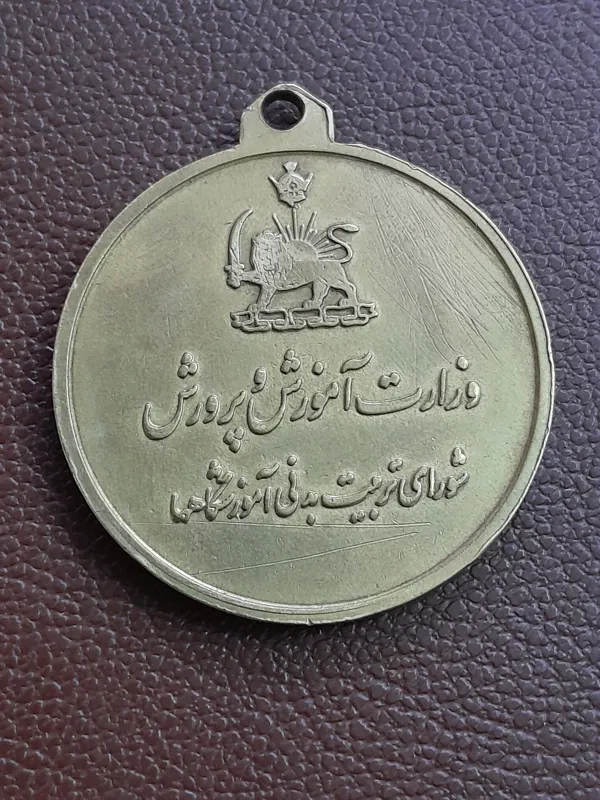 وزارت آموزش و پرورش
شورای تربیت بدنی آموزشگاهها